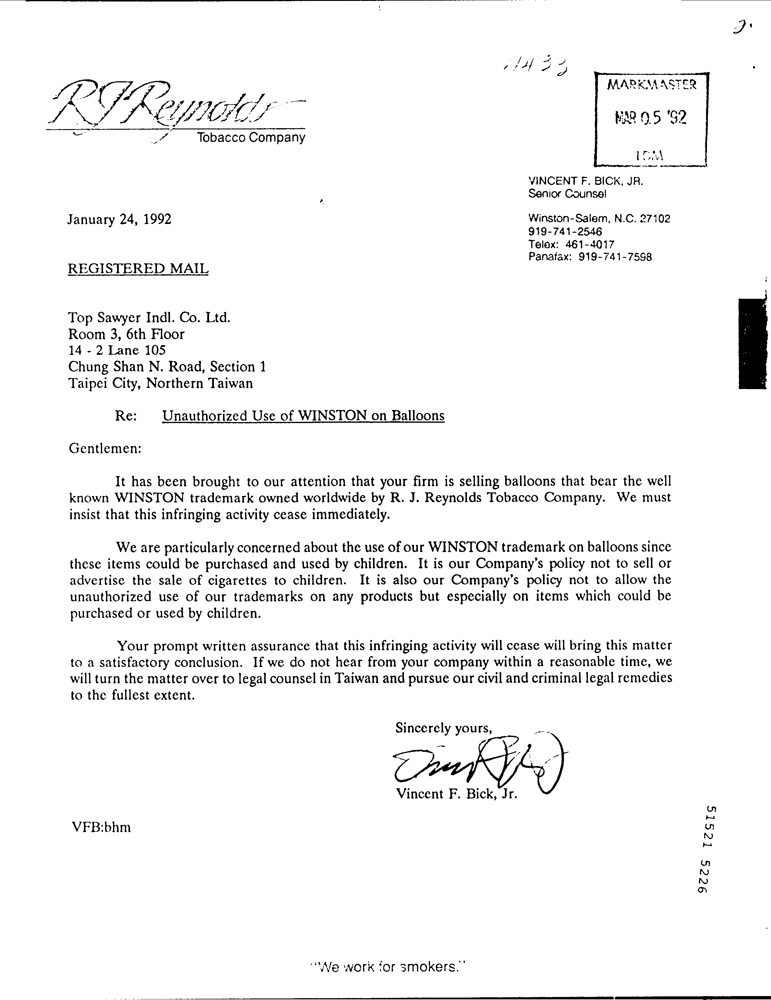 2.
1433
RJReynolds
Tobacco Company
MARKMASTER
MAR 05 '92
VINCENT F. BICK, JR.
Senior Counsel
January 24, 1992
Winston-Salem, N.C. 27102
919-741-2546
Telex: 461-4017
Panafax: 919-741-7598
REGISTERED MAIL
Top Sawyer Indl. Co. Ltd.
Room 3, 6th Floor
14 - 2 Lane 105
Chung Shan N. Road, Section 1
Taipei City, Northern Taiwan
Re: Unauthorized Use of WINSTON on Balloons
Gentlemen:
It has been brought to our attention that your firm is selling balloons that bear the well
known WINSTON trademark owned worldwide by R. J. Reynolds Tobacco Company. We must
insist that this infringing activity cease immediately.
We are particularly concerned about the use of our WINSTON trademark on balloons since
these items could be purchased and used by children. It is our Company's policy not to sell or
advertise the sale of cigarettes to children. It is also our Company's policy not to allow the
unauthorized use of our trademarks on any products but especially on items which could be
purchased or used by children.
Your prompt written assurance that this infringing activity will cease will bring this matter
to a satisfactory conclusion. If we do not hear from your company within a reasonable time, we
will turn the matter over to legal counsel in Taiwan and pursue our civil and criminal legal remedies
to the fullest extent.
Sincerely yours,
Vincent F. Bick, Jr.
VFB:bhm
51521 5226
"We work for smokers."